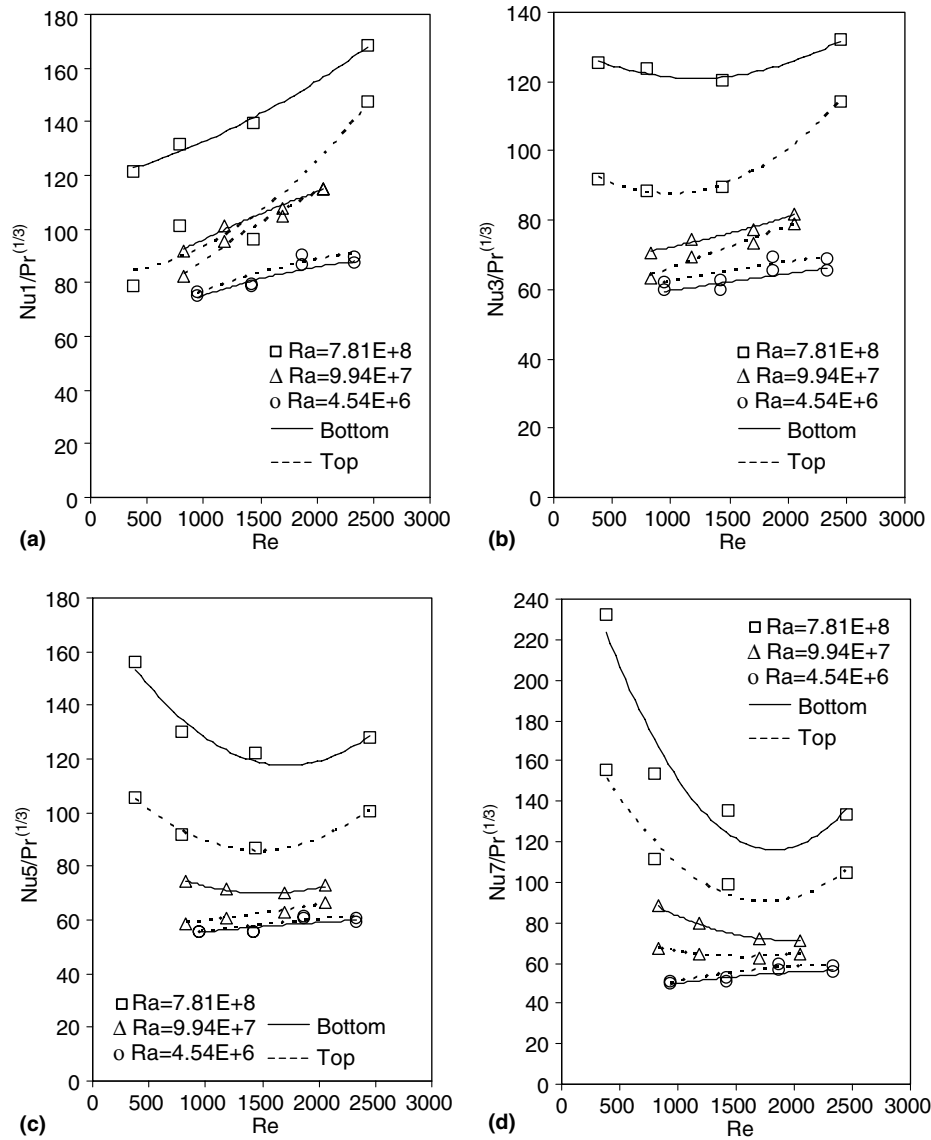 180
160
140
120
100
80
60
40
20
0
Nu1/Pr(1/3)
Ra=7.81E+8
Ra=9.94E+7
Ra=4.54E+6
Bottom
Top
0 500 1000 1500 2000 2500 3000
(a) Re
140
120
100
80
60
40
20
0
Nu3/Pr(1/3)
Ra=7.81E+8
Ra=9.94E+7
Ra=4.54E+6
Bottom
Top
0 500 1000 1500 2000 2500 3000
(b) Re
180
160
140
120
100
80
60
40
20
0
Nu5/Pr(1/3)
Ra=7.81E+8
Ra=9.94E+7
Ra=4.54E+6
Bottom
Top
0 500 1000 1500 2000 2500 3000
(c) Re
240
220
200
180
160
140
120
100
80
60
40
20
0
Nu7/Pr(1/3)
Ra=7.81E+8
Ra=9.94E+7
Ra=4.54E+6
Bottom
Top
0 500 1000 1500 2000 2500 3000
(d) Re